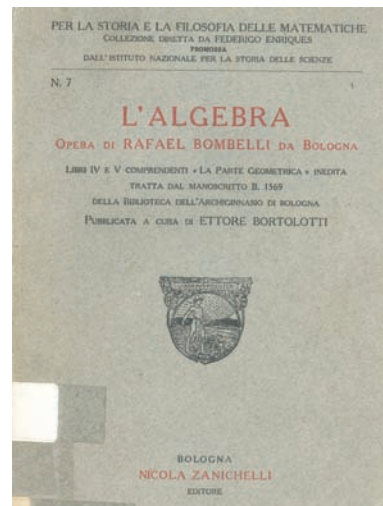 PER LA STORIA E LA FILOSOFIA DELLE MATEMATICHE
COLLEZIONE DIRETTA DA FEDERIGO ENRIQUES
PROMOSSA
DALL'ISTITUTO NAZIONALE PER LA STORIA DELLE SCIENZE
N. 7
L'ALGEBRA
OPERA DI RAFAEL BOMBELLI DA BOLOGNA
LIBRI IV E V COMPRENDENTI «LA PARTE GEOMETRICA» INEDITA
TRATTA DAL MANOSCRITTO B. 1569
DELLA BIBLIOTECA DELL'ARCHIGINNASIO DI BOLOGNA
PUBBLICATA A CURA DI ETTORE BORTOLOTTI
BOLOGNA
NICOLA ZANICHELLI
EDITORE